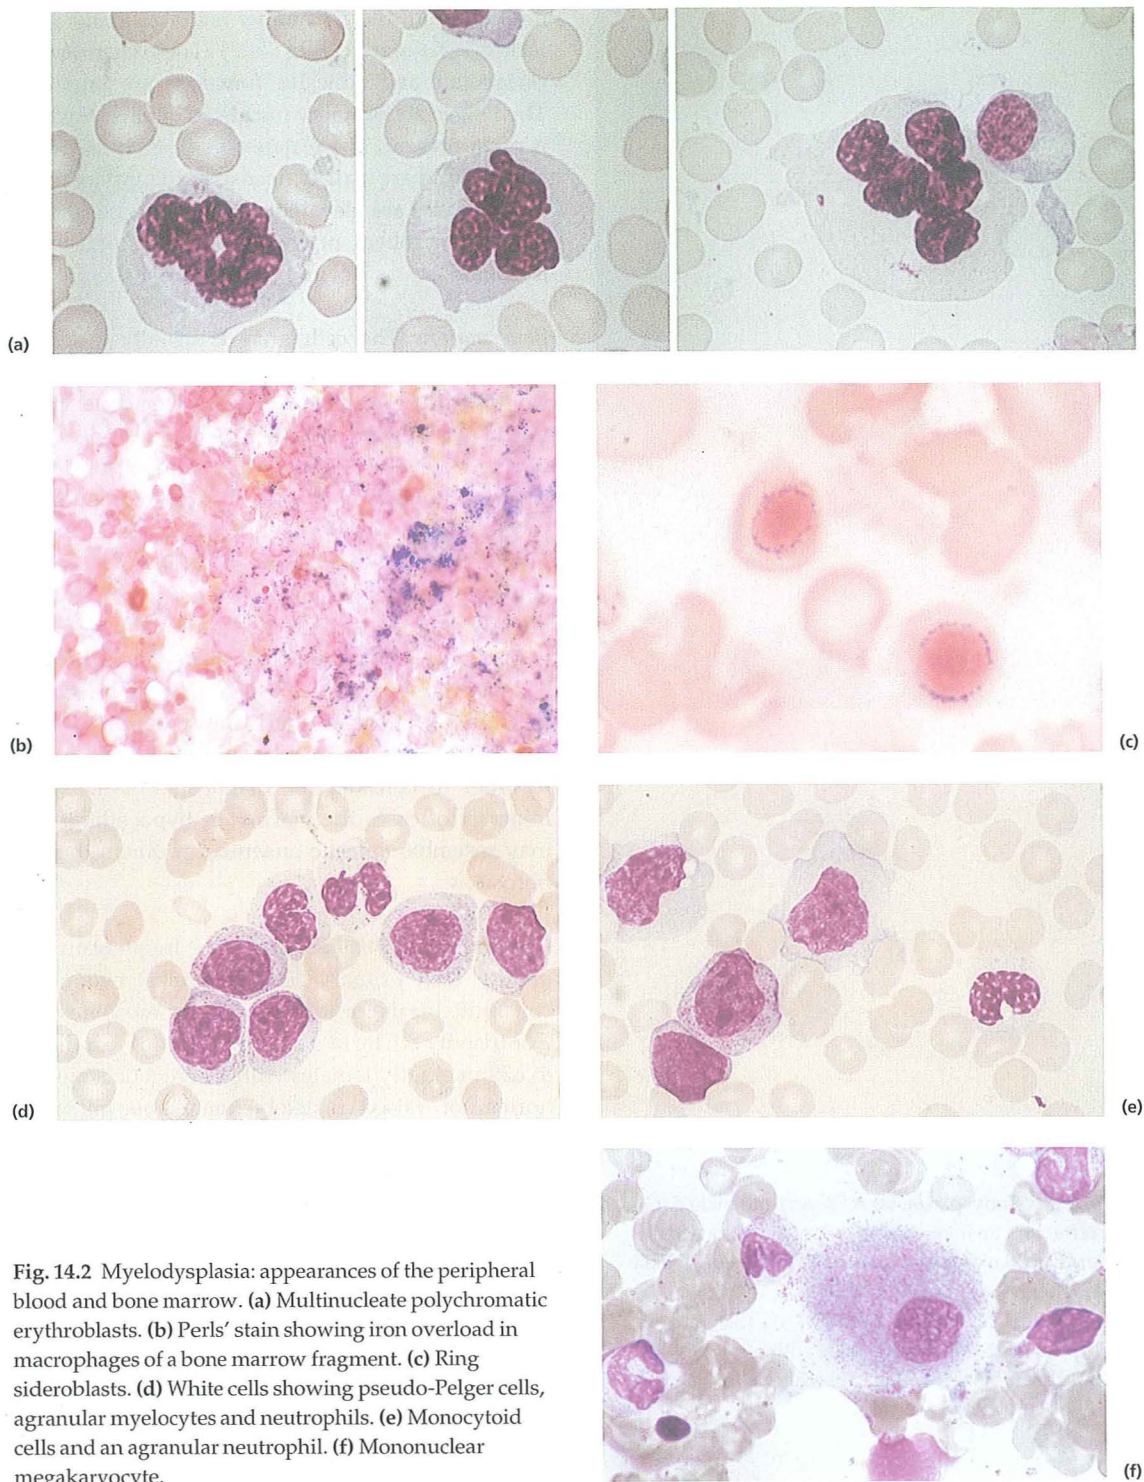 (a)
(b)
(c)
(d)
(e)
Fig. 14.2 Myelodysplasia: appearances of the peripheral
blood and bone marrow. (a) Multinucleate polychromatic
erythroblasts. (b) Perls' stain showing iron overload in
macrophages of a bone marrow fragment. (c) Ring
sideroblasts. (d) White cells showing pseudo-Pelger cells,
agranular myelocytes and neutrophils. (e) Monocytoid
cells and an agranular neutrophil. (f) Mononuclear
megakaryocyte.
(f)